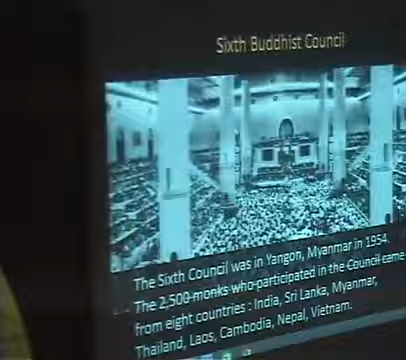 Sixth Buddhist Council
The Sixth Council was in Yangon, Myanmar in 1954.
The 2,500 monks who participated in the Council came
from eight countries : India, Sri Lanka, Myanmar,
Thailand, Laos, Cambodia, Nepal, Vietnam.